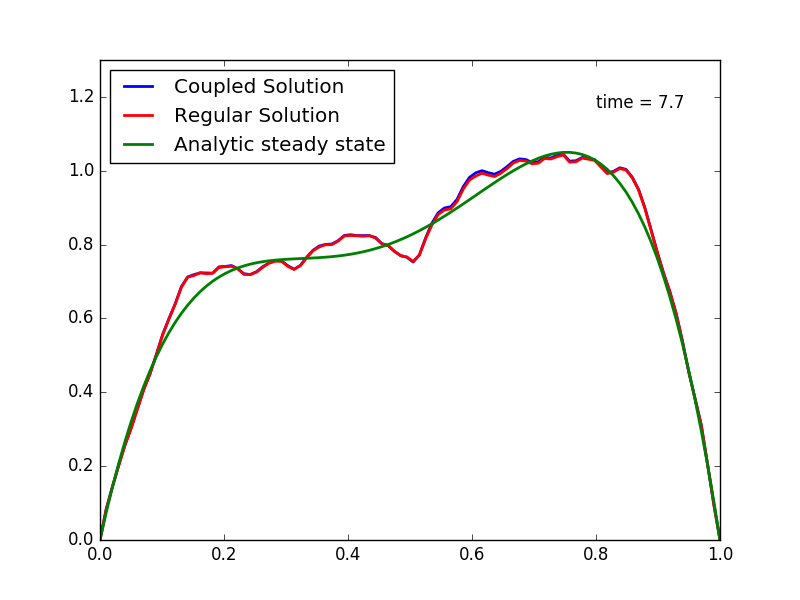 Coupled Solution
Regular Solution
Analytic steady state
time = 7.7
1.2
1.0
0.8
0.6
0.4
0.2
0.0
0.0 0.2 0.4 0.6 0.8 1.0